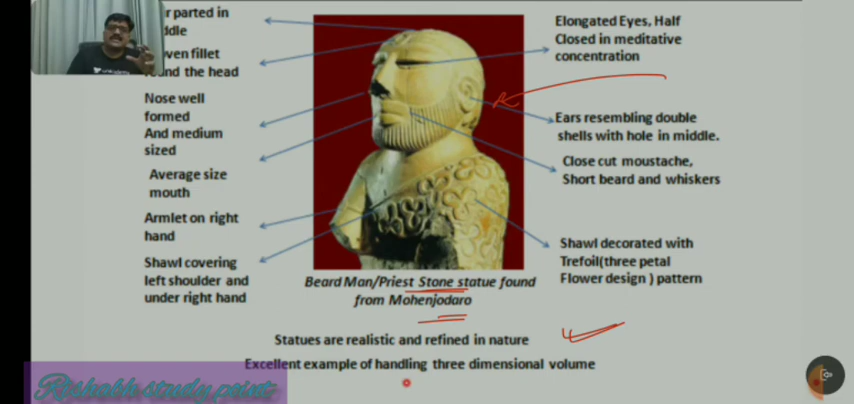 parted in
Elongated Eyes, Half
Closed in meditative
concentration
fillet
the head
Nose well
formed
And medium
sized
Ears resembling double
shells with hole in middle.
Average size
mouth
Close cut moustache,
Short beard and whiskers
Armlet on right
hand
Shawl covering
left shoulder and
under right hand
Shawl decorated with
Trefoil(three petal
Flower design ) pattern
Beard Man/Priest Stone statue found
from Mohenjodaro
Statues are realistic and refined in nature
Excellent example of handling three dimensional volume
Rishabh study point